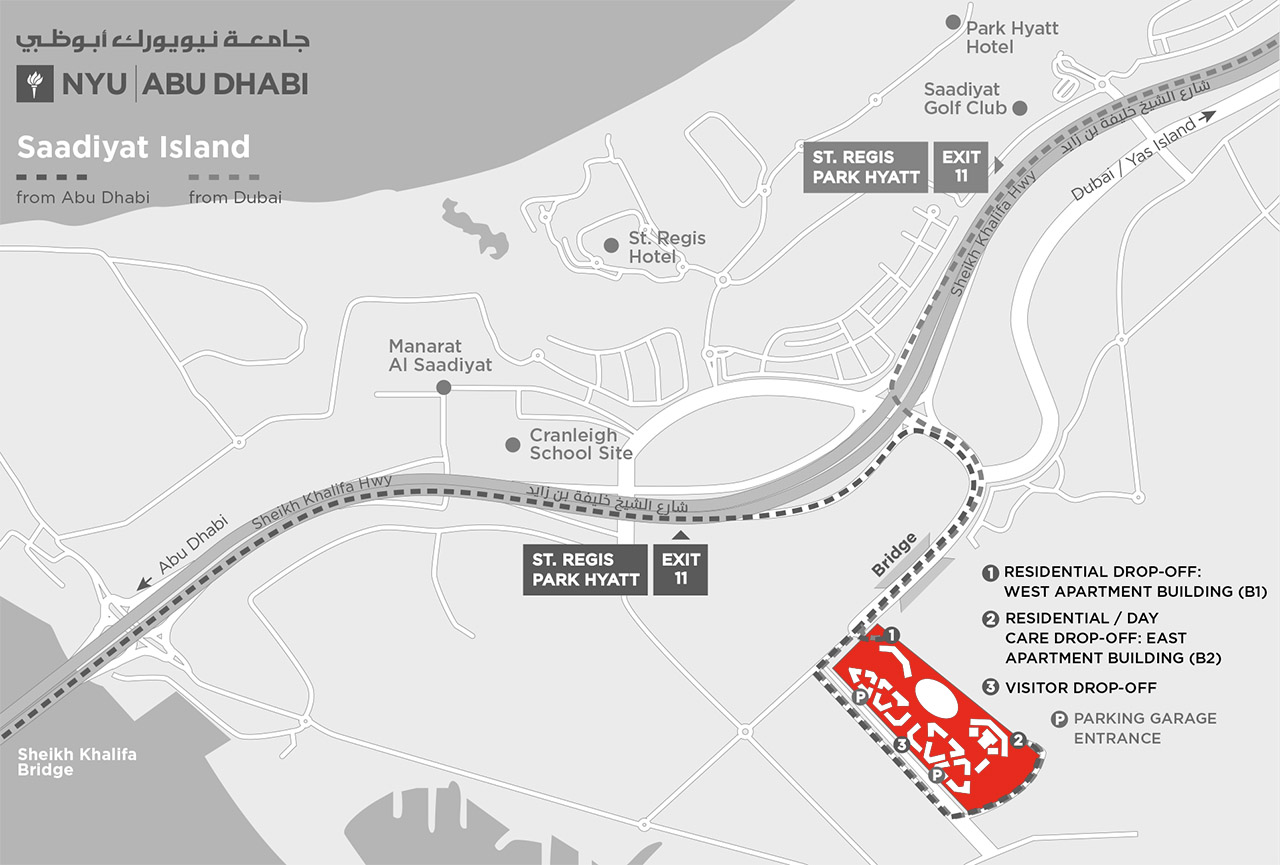 جامعـة نيويورك أبوظبي
NYU | ABU DHABI
Saadiyat Island
from Abu Dhabi
from Dubai
Park Hyatt
Hotel
Saadiyat
Golf Club
ST. REGIS
PARK HYATT
EXIT
11
شارع الشيخ خليفة بن زايد
Dubai / Yas Island
Sheikh Khalifa Hwy
St. Regis
Hotel
Manarat
Al Saadiyat
Cranleigh
School Site
Sheikh Khalifa Hwy
شارع الشيخ خليفة بن زايد
Abu Dhabi
ST. REGIS
PARK HYATT
EXIT
11
Bridge
1 RESIDENTIAL DROP-OFF:
WEST APARTMENT BUILDING (B1)
2 RESIDENTIAL / DAY
CARE DROP-OFF: EAST
APARTMENT BUILDING (B2)
3 VISITOR DROP-OFF
P PARKING GARAGE
ENTRANCE
1
P
3
2
P
Sheikh Khalifa
Bridge